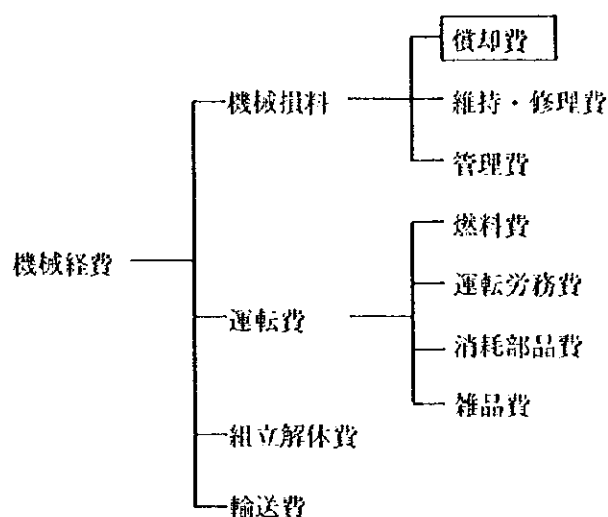 償却費
機械損料
維持・修理費
管理費
燃料費
機械経費
運転労務費
運転費
消耗部品費
雑品費
組立解体費
輸送費